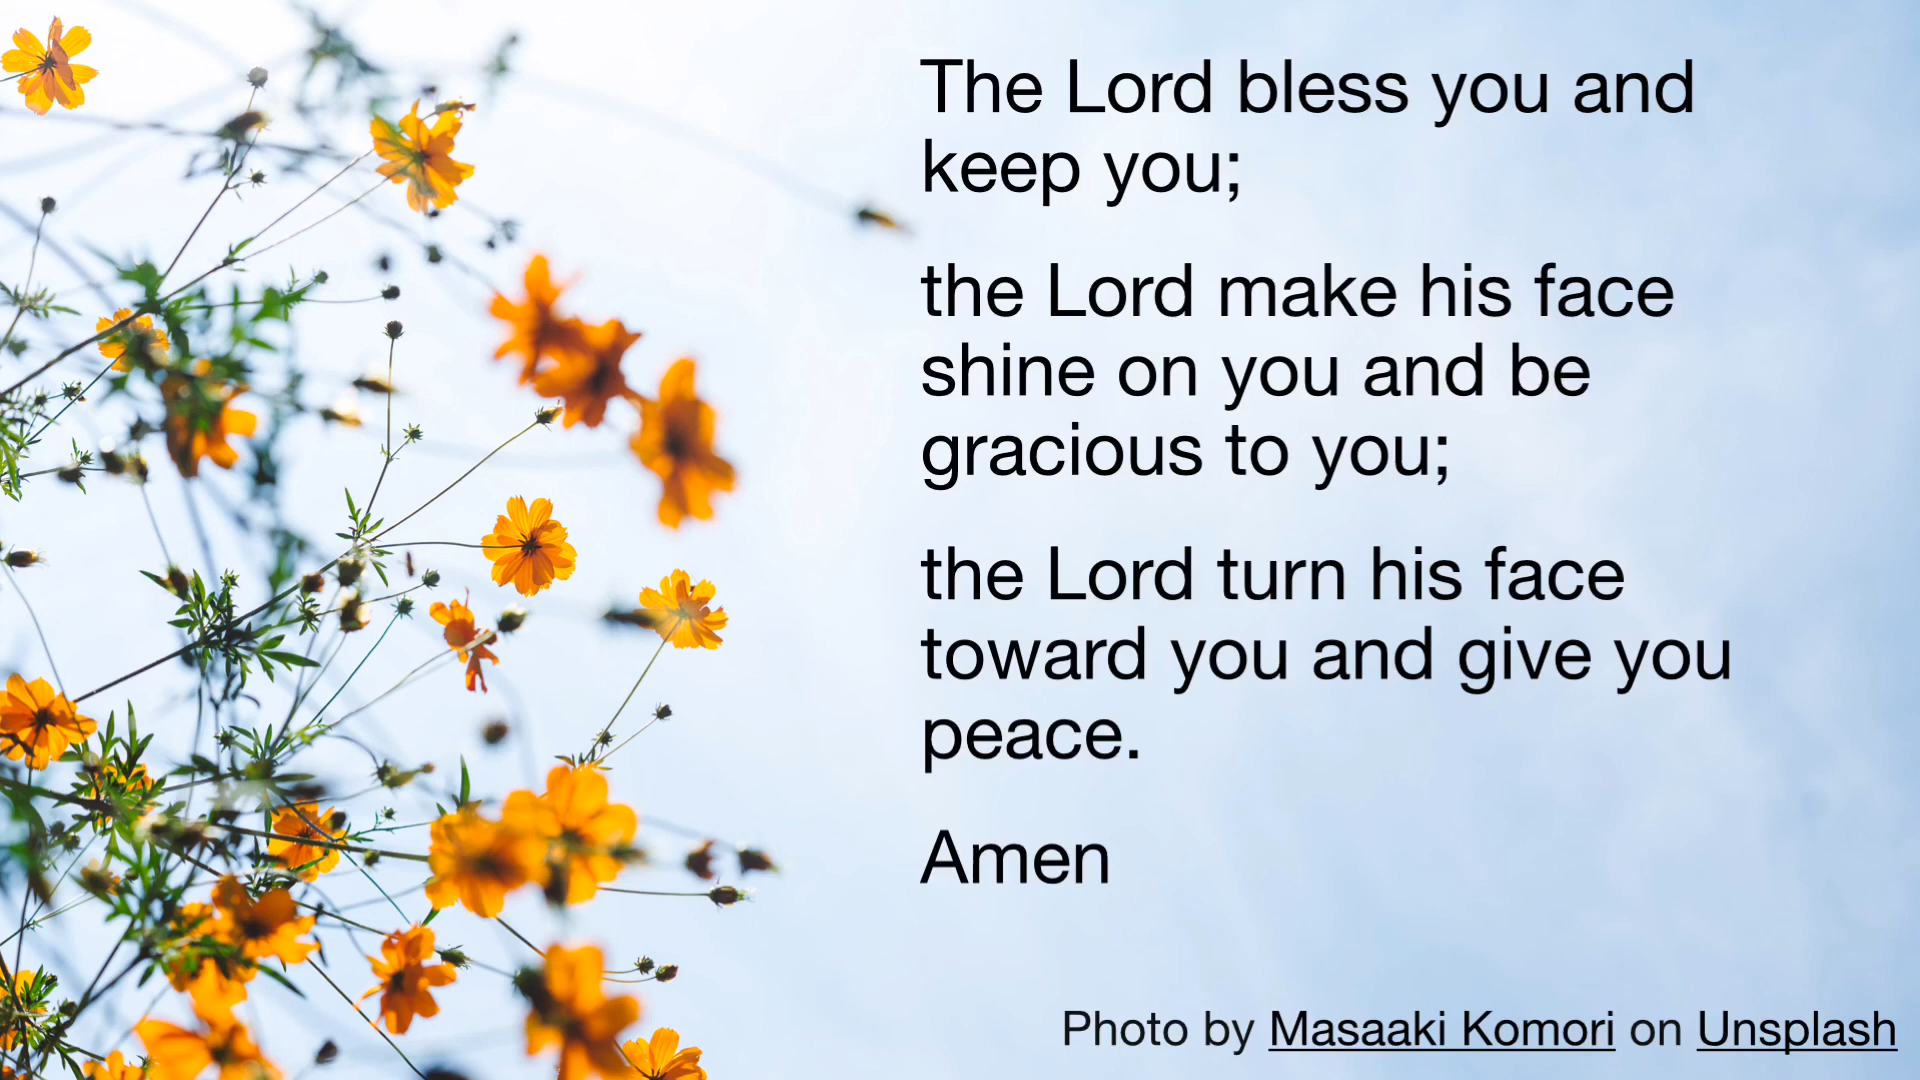 The Lord bless you and
keep you;
the Lord make his face
shine on you and be
gracious to you;
the Lord turn his face
toward you and give you
peace.
Amen
Photo by Masaaki Komori on Unsplash